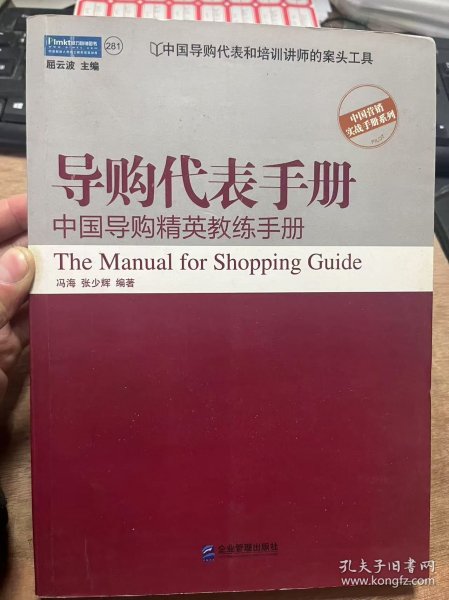 281
屈云波 主编
中国导购代表和培训讲师的案头工具
中国营销
实战手册系列
导购代表手册
中国导购精英教练手册
The Manual for Shopping Guide
冯海 张少辉 编著
企业管理出版社
孔夫子旧书网
www.kongfz.com